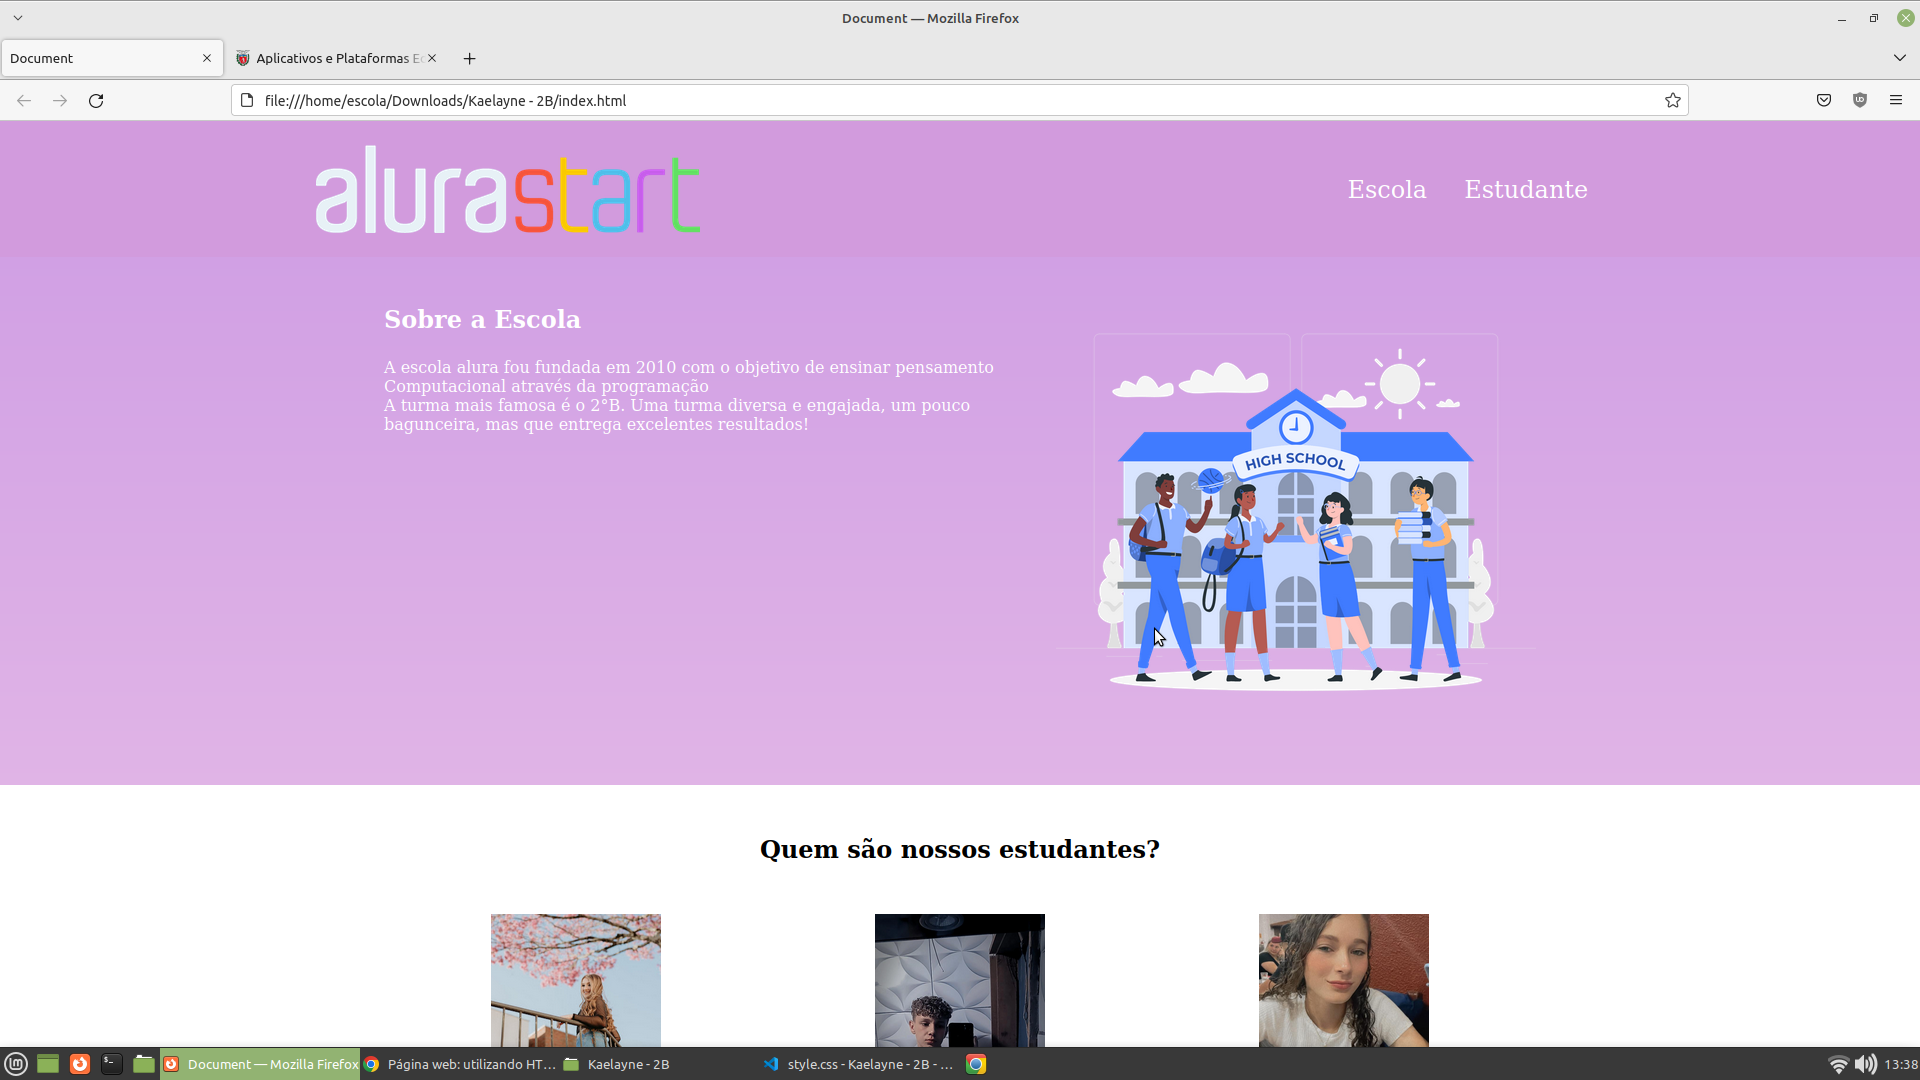 Document — Mozilla Firefox
Document
Aplicativos e Plataformas Ec
file:///home/escola/Downloads/Kaelayne - 2B/index.html
alurastart
Escola
Estudante
Sobre a Escola
A escola alura fou fundada em 2010 com o objetivo de ensinar pensamento
Computacional através da programação
A turma mais famosa é o 2°B. Uma turma diversa e engajada, um pouco
bagunceira, mas que entrega excelentes resultados!
HIGH SCHOOL
Quem são nossos estudantes?
Document — Mozilla Firefox
Página web: utilizando HT...
Kaelayne - 2B
style.css - Kaelayne - 2B - ...
13:38